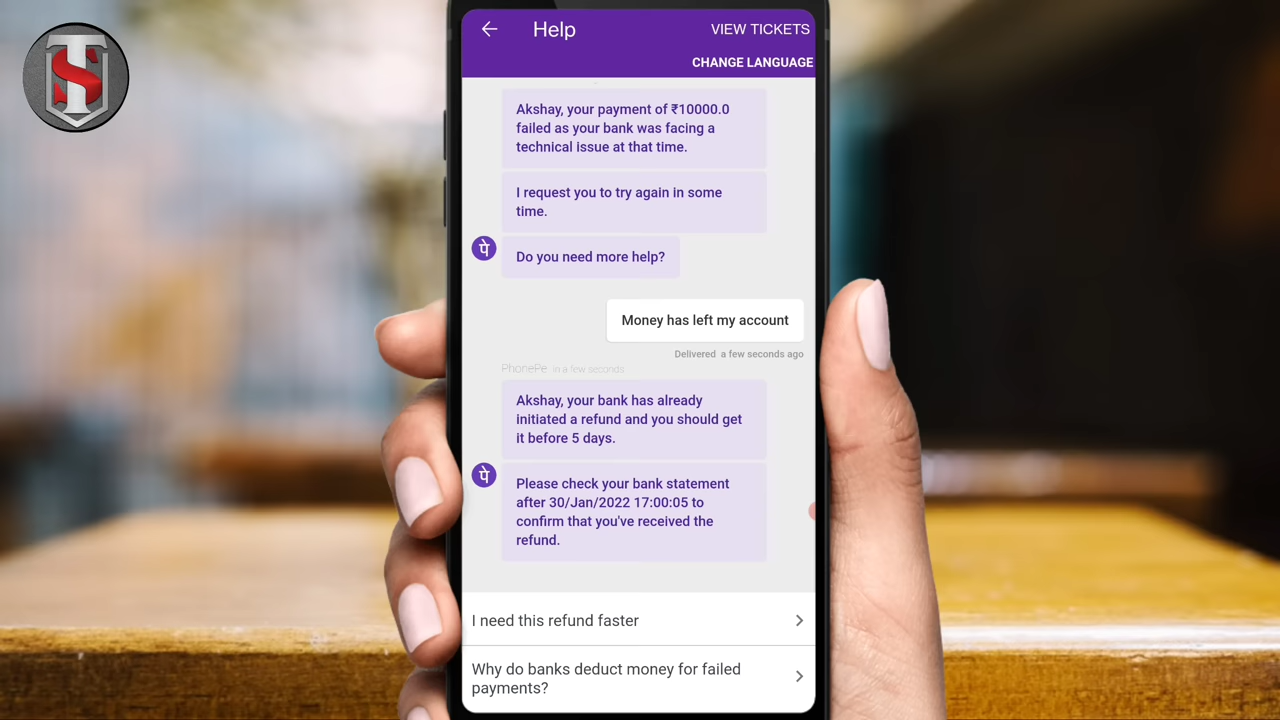 TS
Help
VIEW TICKETS
CHANGE LANGUAGE
Akshay, your payment of ₹10000.0
failed as your bank was facing a
technical issue at that time.
I request you to try again in some
time.
पे
Do you need more help?
Money has left my account
Delivered a few seconds ago
PhonePe in a few seconds
Akshay, your bank has already
initiated a refund and you should get
it before 5 days.
पे
Please check your bank statement
after 30/Jan/2022 17:00:05 to
confirm that you've received the
refund.
I need this refund faster
Why do banks deduct money for failed
payments?